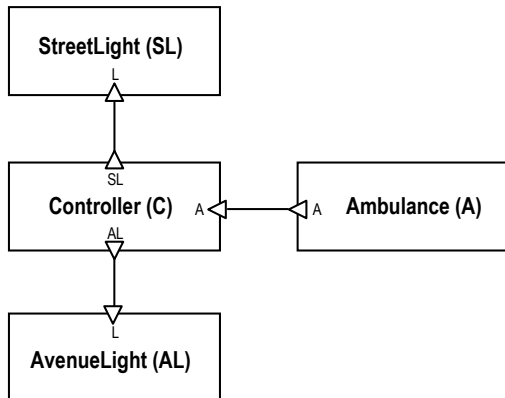 StreetLight (SL)
L
SL
Controller (C)
A
A
Ambulance (A)
AL
L
AvenueLight (AL)